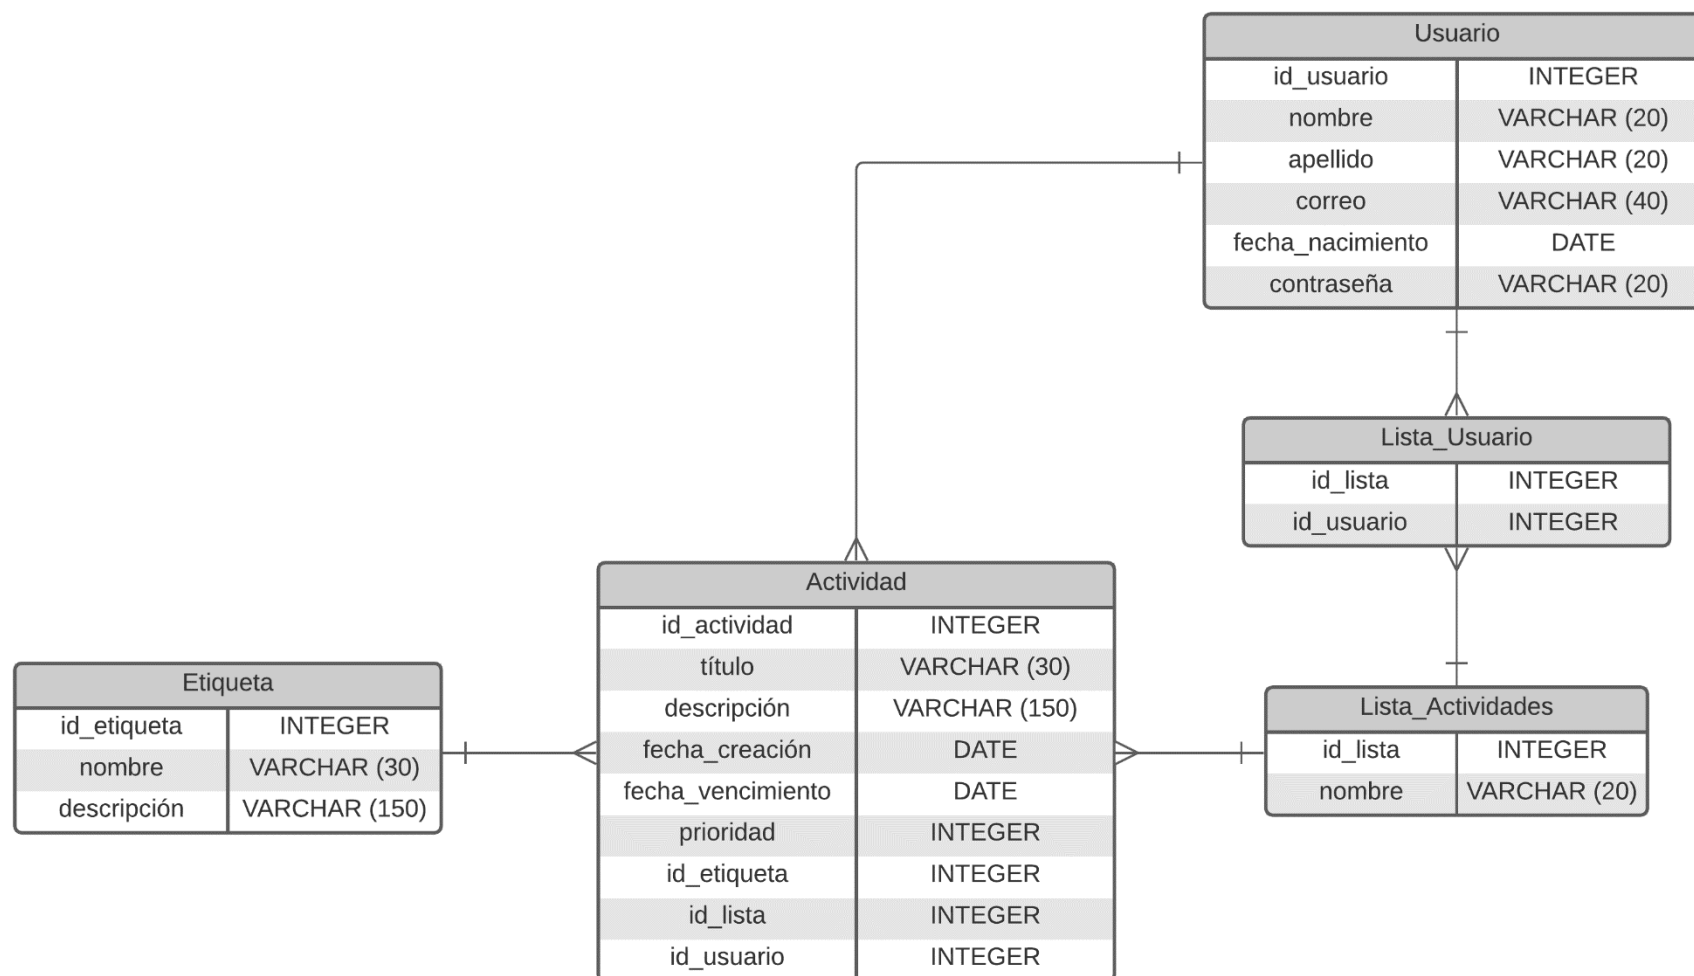 Usuario
id_usuario INTEGER
nombre VARCHAR (20)
apellido VARCHAR (20)
correo VARCHAR (40)
fecha_nacimiento DATE
contraseña VARCHAR (20)
Lista_Usuario
id_lista INTEGER
id_usuario INTEGER
Actividad
id_actividad INTEGER
título VARCHAR (30)
descripción VARCHAR (150)
fecha_creación DATE
fecha_vencimiento DATE
prioridad INTEGER
id_etiqueta INTEGER
id_lista INTEGER
id_usuario INTEGER
Etiqueta
id_etiqueta INTEGER
nombre VARCHAR (30)
descripción VARCHAR (150)
Lista_Actividades
id_lista INTEGER
nombre VARCHAR (20)